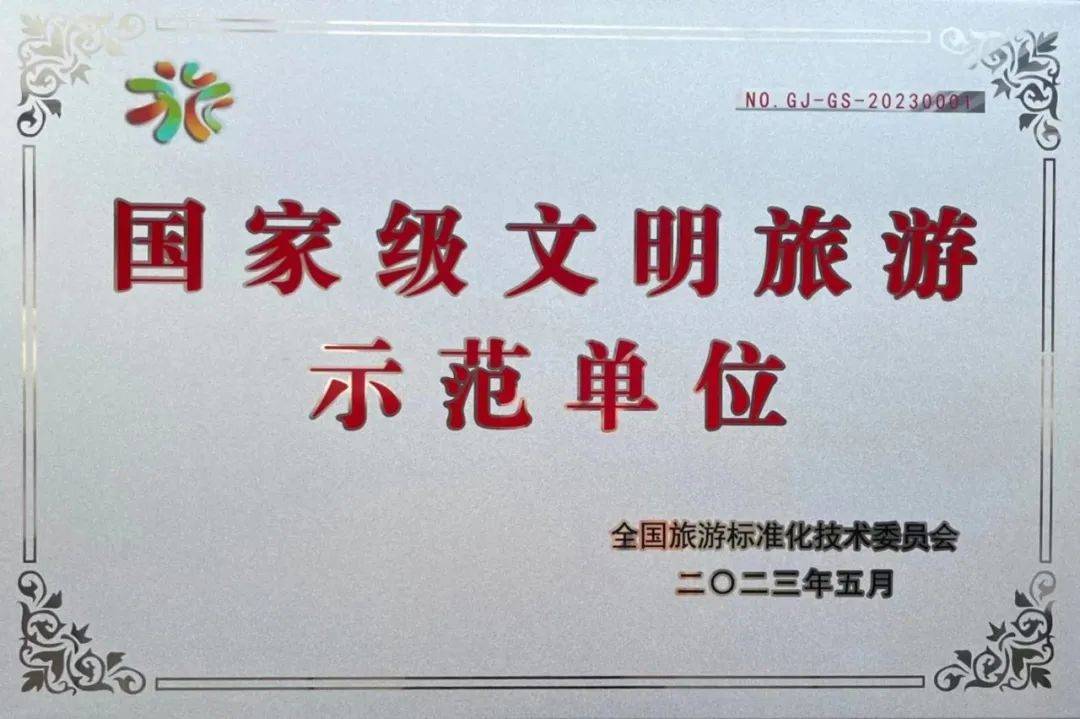 NO.GJ-GS-20230001
国家级文明旅游
示范单位
全国旅游标准化技术委员会
二〇二三年五月